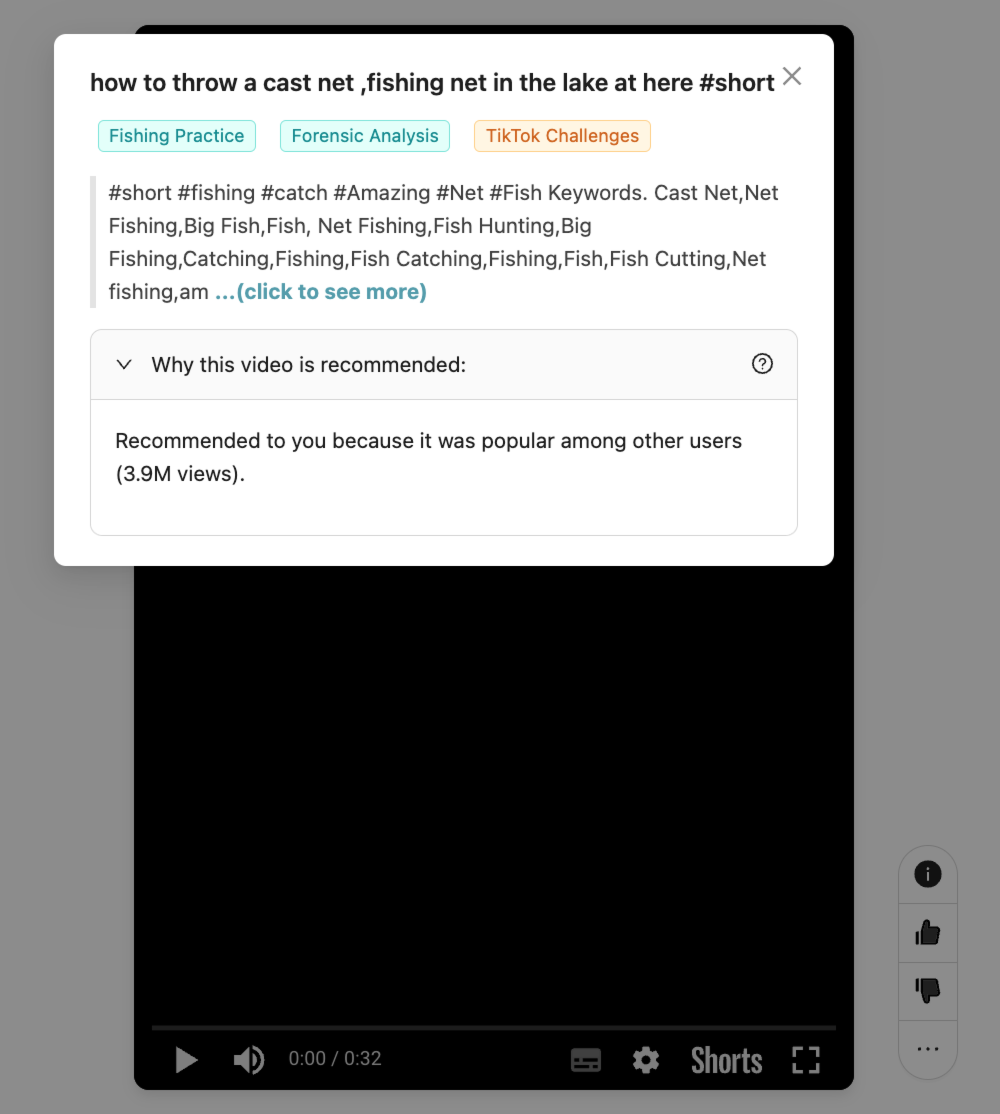 how to throw a cast net ,fishing net in the lake at here #short
Fishing Practice Forensic Analysis TikTok Challenges
#short #fishing #catch #Amazing #Net #Fish Keywords. Cast Net,Net
Fishing,Big Fish,Fish, Net Fishing,Fish Hunting,Big
Fishing,Catching,Fishing,Fish Catching,Fishing,Fish,Fish Cutting,Net
fishing,am ...(click to see more)
Why this video is recommended:
Recommended to you because it was popular among other users
(3.9M views).
0:00 / 0:32 Shorts